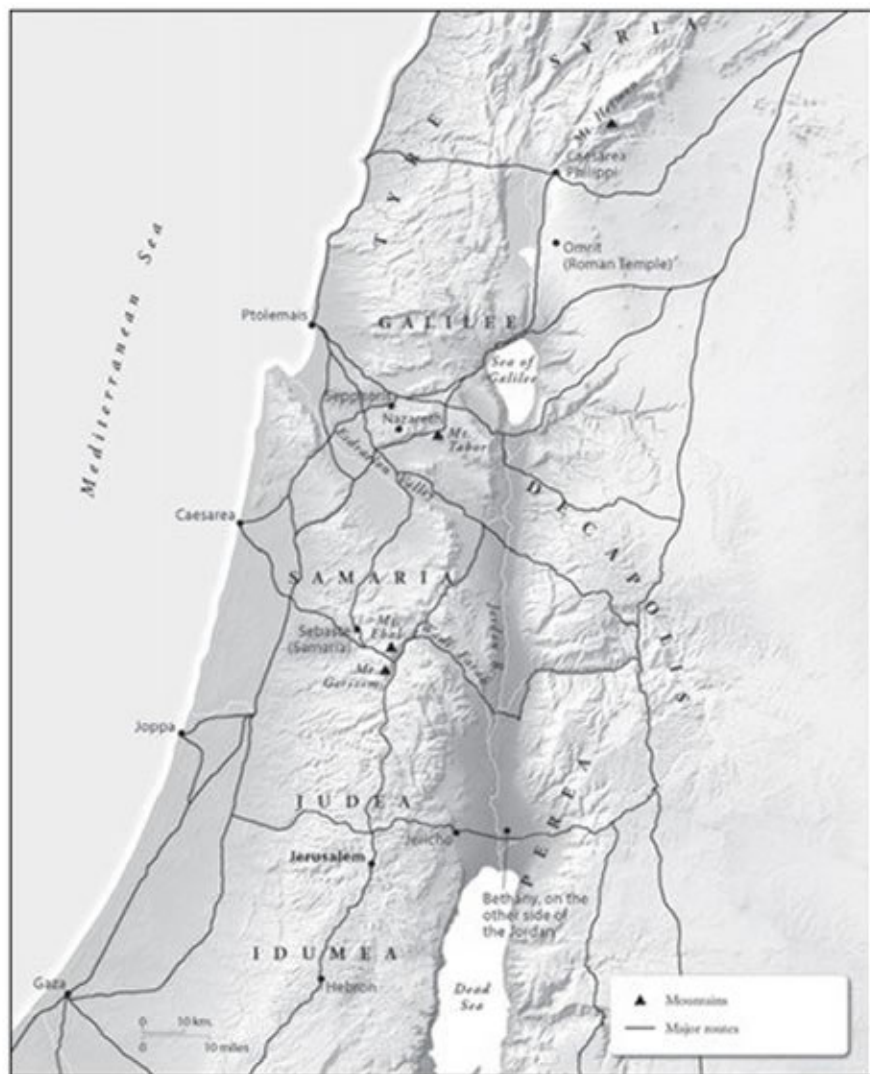 SYRIA
Mt. Hermon
TYRE
Caesarea
Philippi
Omrit
(Roman Temple)
Mediterranean Sea
Ptolemais
GALILEE
Sea of
Galilee
Sepphoris
Nazareth
Mt.
Tabor
Esdraelon Valley
Caesarea
DECAPOLIS
SAMARIA
Mt.
Ebal
Sebaste
(Samaria)
Wadi Farah
Jordan R.
Mt.
Gerizim
Joppa
PEREA
JUDEA
Jericho
Jerusalem
Bethany, on the
other side of
the Jordan
IDUMEA
Gaza
Hebron
Dead
Sea
0 10 km.
0 10 miles
Mountains
Major routes